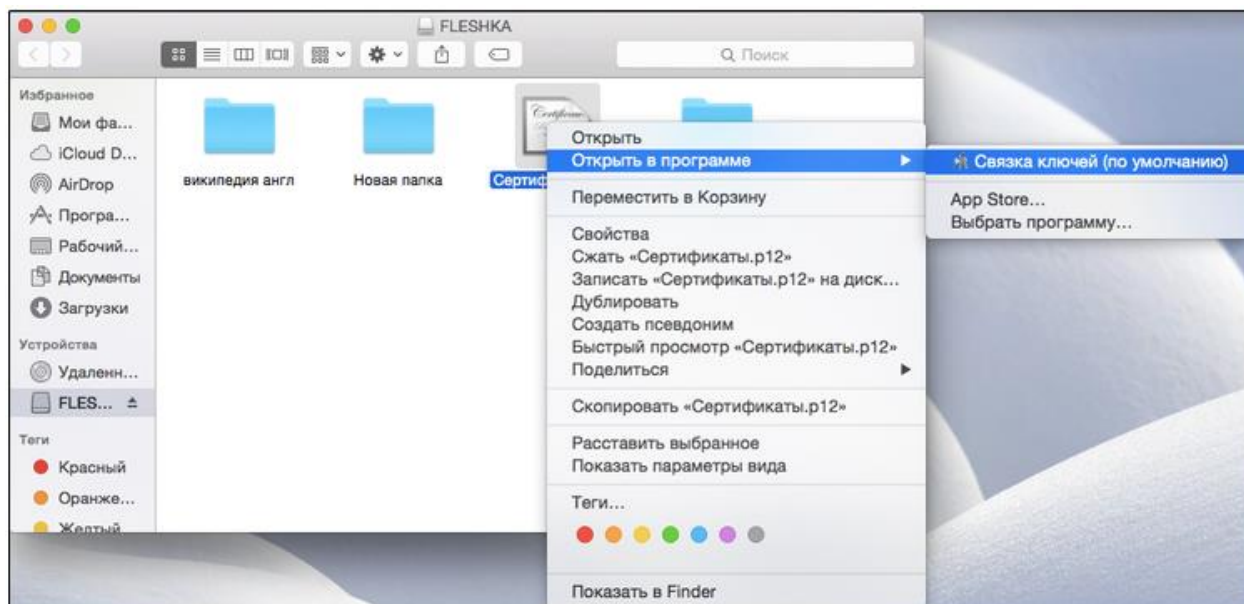 FLESHKA
Поиск
Избранное
Мои фа...
iCloud D...
AirDrop
Програ...
Рабочий...
Документы
Загрузки
Устройства
Удаленн...
FLES...
Теги
Красный
Оранже...
Желтый
википедия англ
Новая папка
Сертиф
Открыть
Открыть в программе
Переместить в Корзину
Свойства
Сжать «Сертификаты.p12»
Записать «Сертификаты.p12» на диск...
Дублировать
Создать псевдоним
Быстрый просмотр «Сертификаты.p12»
Поделиться
Скопировать «Сертификаты.p12»
Расставить выбранное
Показать параметры вида
Теги...
Показать в Finder
Связка ключей (по умолчанию)
App Store...
Выбрать программу...